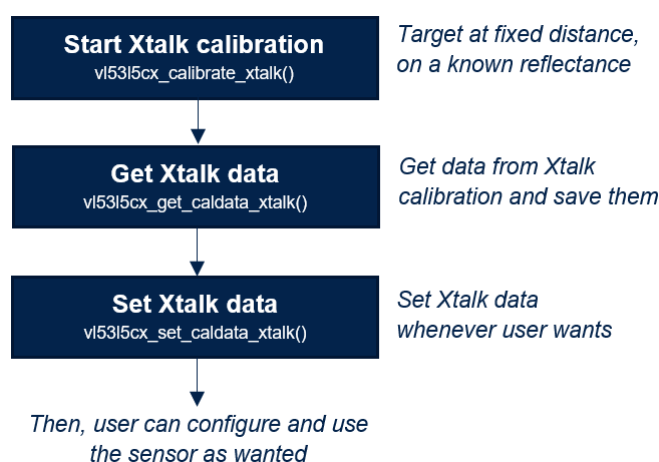 Start Xtalk calibration
vl53l5cx_calibrate_xtalk()
Target at fixed distance,
on a known reflectance
Get Xtalk data
vl53l5cx_get_caldata_xtalk()
Get data from Xtalk
calibration and save them
Set Xtalk data
vl53l5cx_set_caldata_xtalk()
Set Xtalk data
whenever user wants
Then, user can configure and use
the sensor as wanted